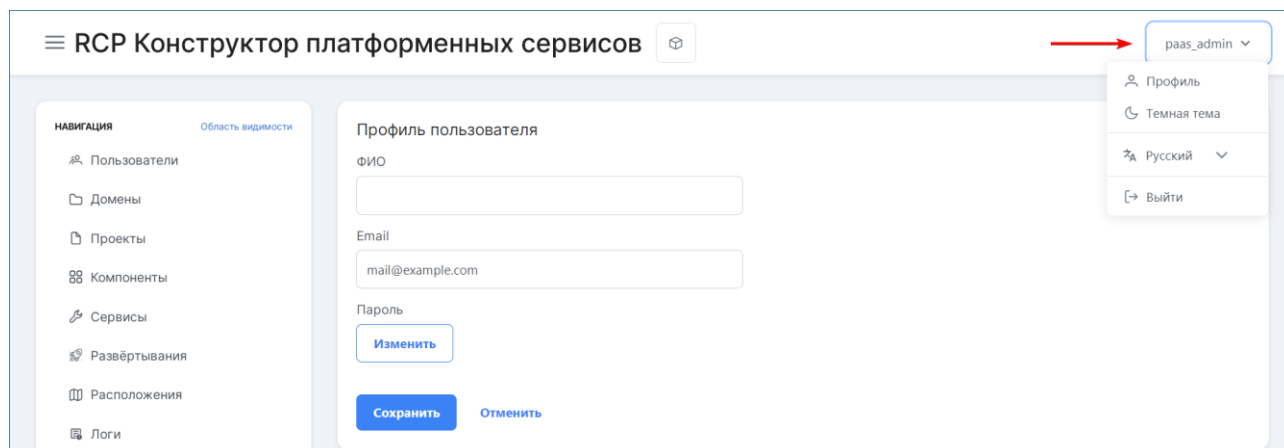 RCP Конструктор платформенных сервисов
paas_admin
Профиль
Темная тема
Русский
Выйти
НАВИГАЦИЯ
Область видимости
Пользователи
Домены
Проекты
Компоненты
Сервисы
Развёртывания
Расположения
Логи
Профиль пользователя
ФИО
Email
mail@example.com
Пароль
Изменить
Сохранить
Отменить